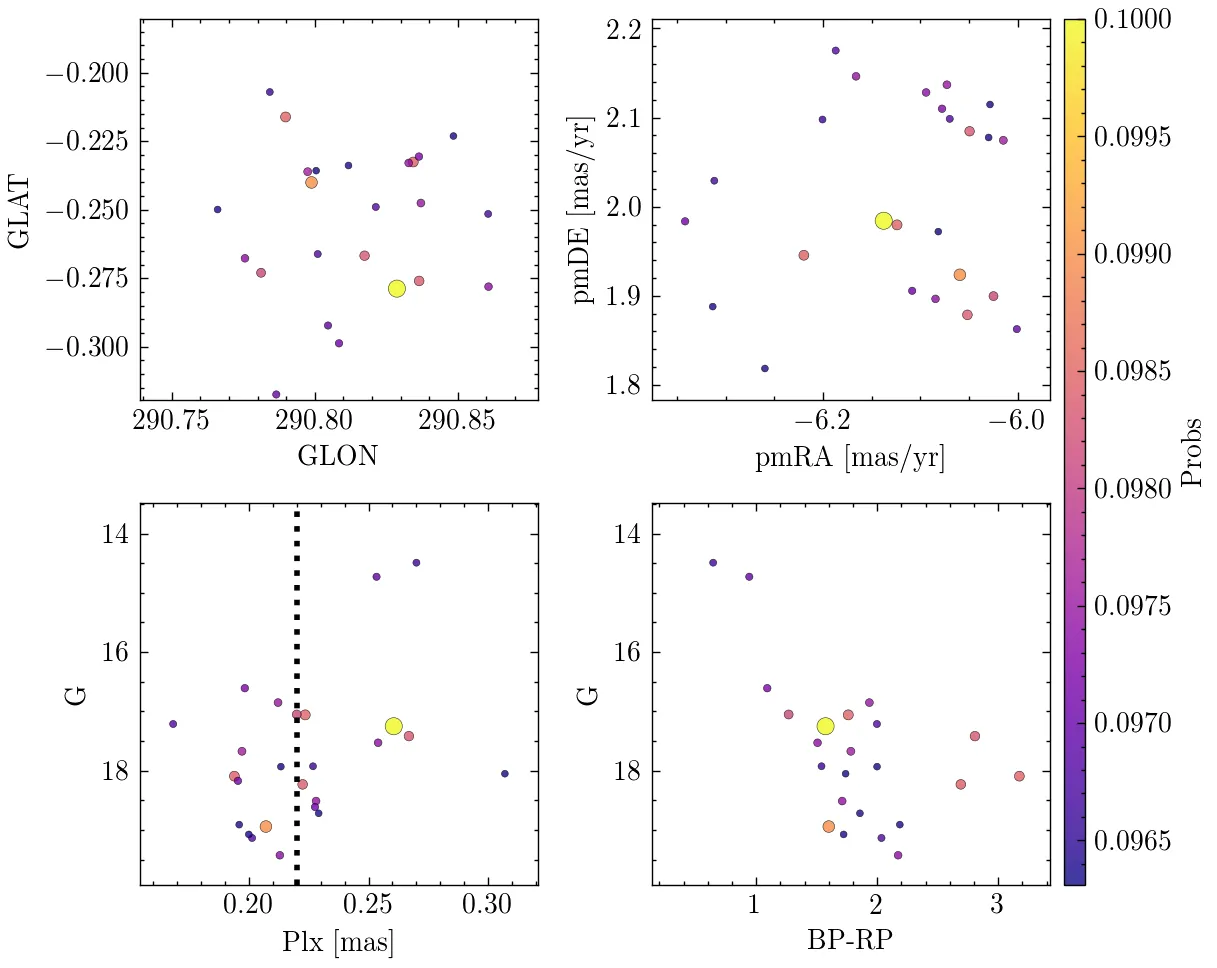 −0.200
−0.225
−0.250
−0.275
−0.300
GLAT
290.75 290.80 290.85
GLON
2.2
2.1
2.0
1.9
1.8
pmDE [mas/yr]
−6.2 −6.0
pmRA [mas/yr]
14
16
18
G
0.20 0.25 0.30
Plx [mas]
14
16
18
G
1 2 3
BP-RP
0.1000
0.0995
0.0990
0.0985
0.0980
0.0975
0.0970
0.0965
Probs